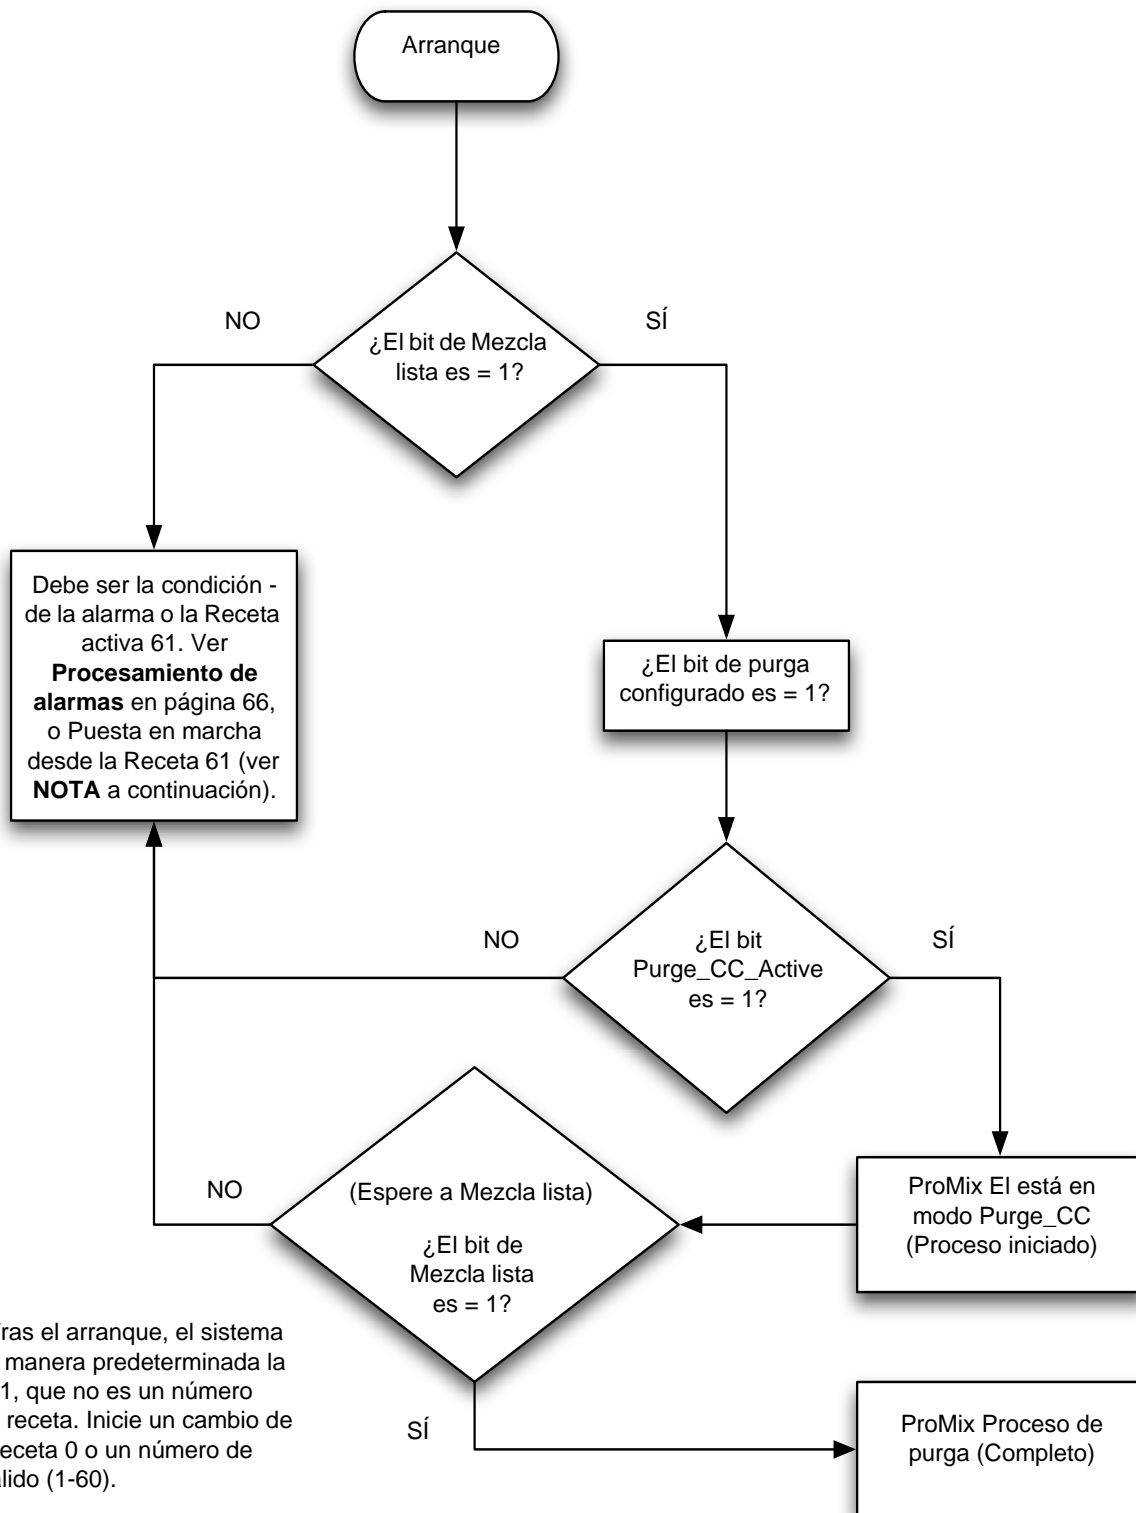 Arranque
NO
SÍ
¿El bit de Mezcla
lista es = 1?
Debe ser la condición -
de la alarma o la Receta
activa 61. Ver
Procesamiento de
alarmas en página 66,
o Puesta en marcha
desde la Receta 61 (ver
NOTA a continuación).
¿El bit de purga
configurado es = 1?
NO
¿El bit
Purge_CC_Active
es = 1?
SÍ
NO
(Espere a Mezcla lista)
¿El bit de
Mezcla lista
es = 1?
ProMix El está en
modo Purge_CC
(Proceso iniciado)
ras el arranque, el sistema
manera predeterminada la
1, que no es un número
receta. Inicie un cambio de
eceta 0 o un número de
lido (1-60).
SÍ
ProMix Proceso de
purga (Completo)